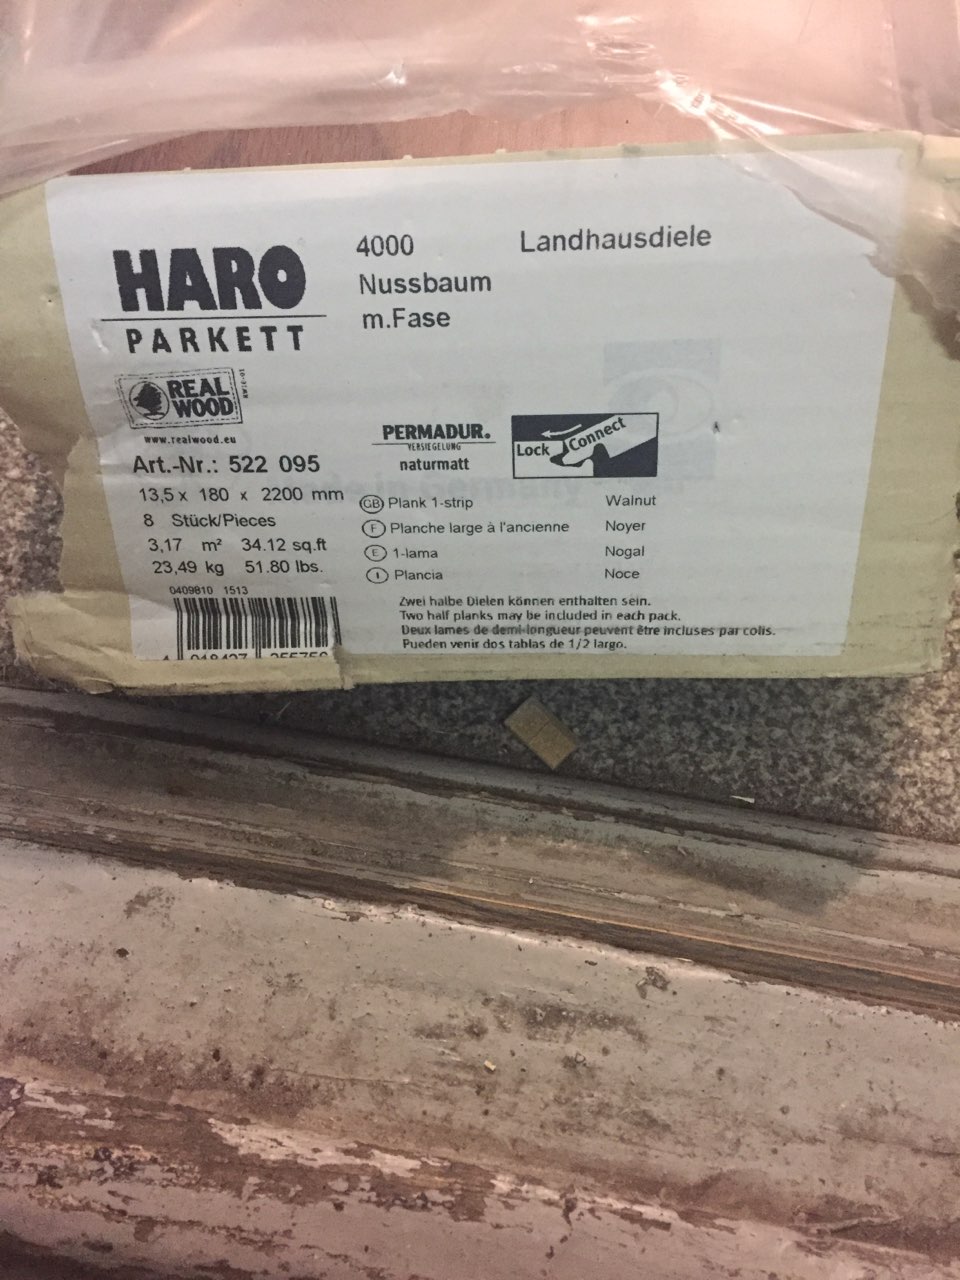 HARO
PARKETT
4000 Landhausdiele
Nussbaum
m.Fase
REAL
WOOD
www.realwood.eu
PERMADUR.
VERSIEGELUNG
naturmatt
Lock Connect
Art.-Nr.: 522 095
13,5 x 180 x 2200 mm
8 Stück/Pieces
3,17 m² 34.12 sq.ft
23,49 kg 51.80 lbs.
0409810 1513
GB Plank 1-strip Walnut
F Planche large à l'ancienne Noyer
E 1-lama Nogal
I Plancia Noce
Zwei halbe Dielen können enthalten sein.
Two half planks may be included in each pack.
Deux lames de demi-longueur peuvent être incluses par colis.
Pueden venir dos tablas de 1/2 largo.